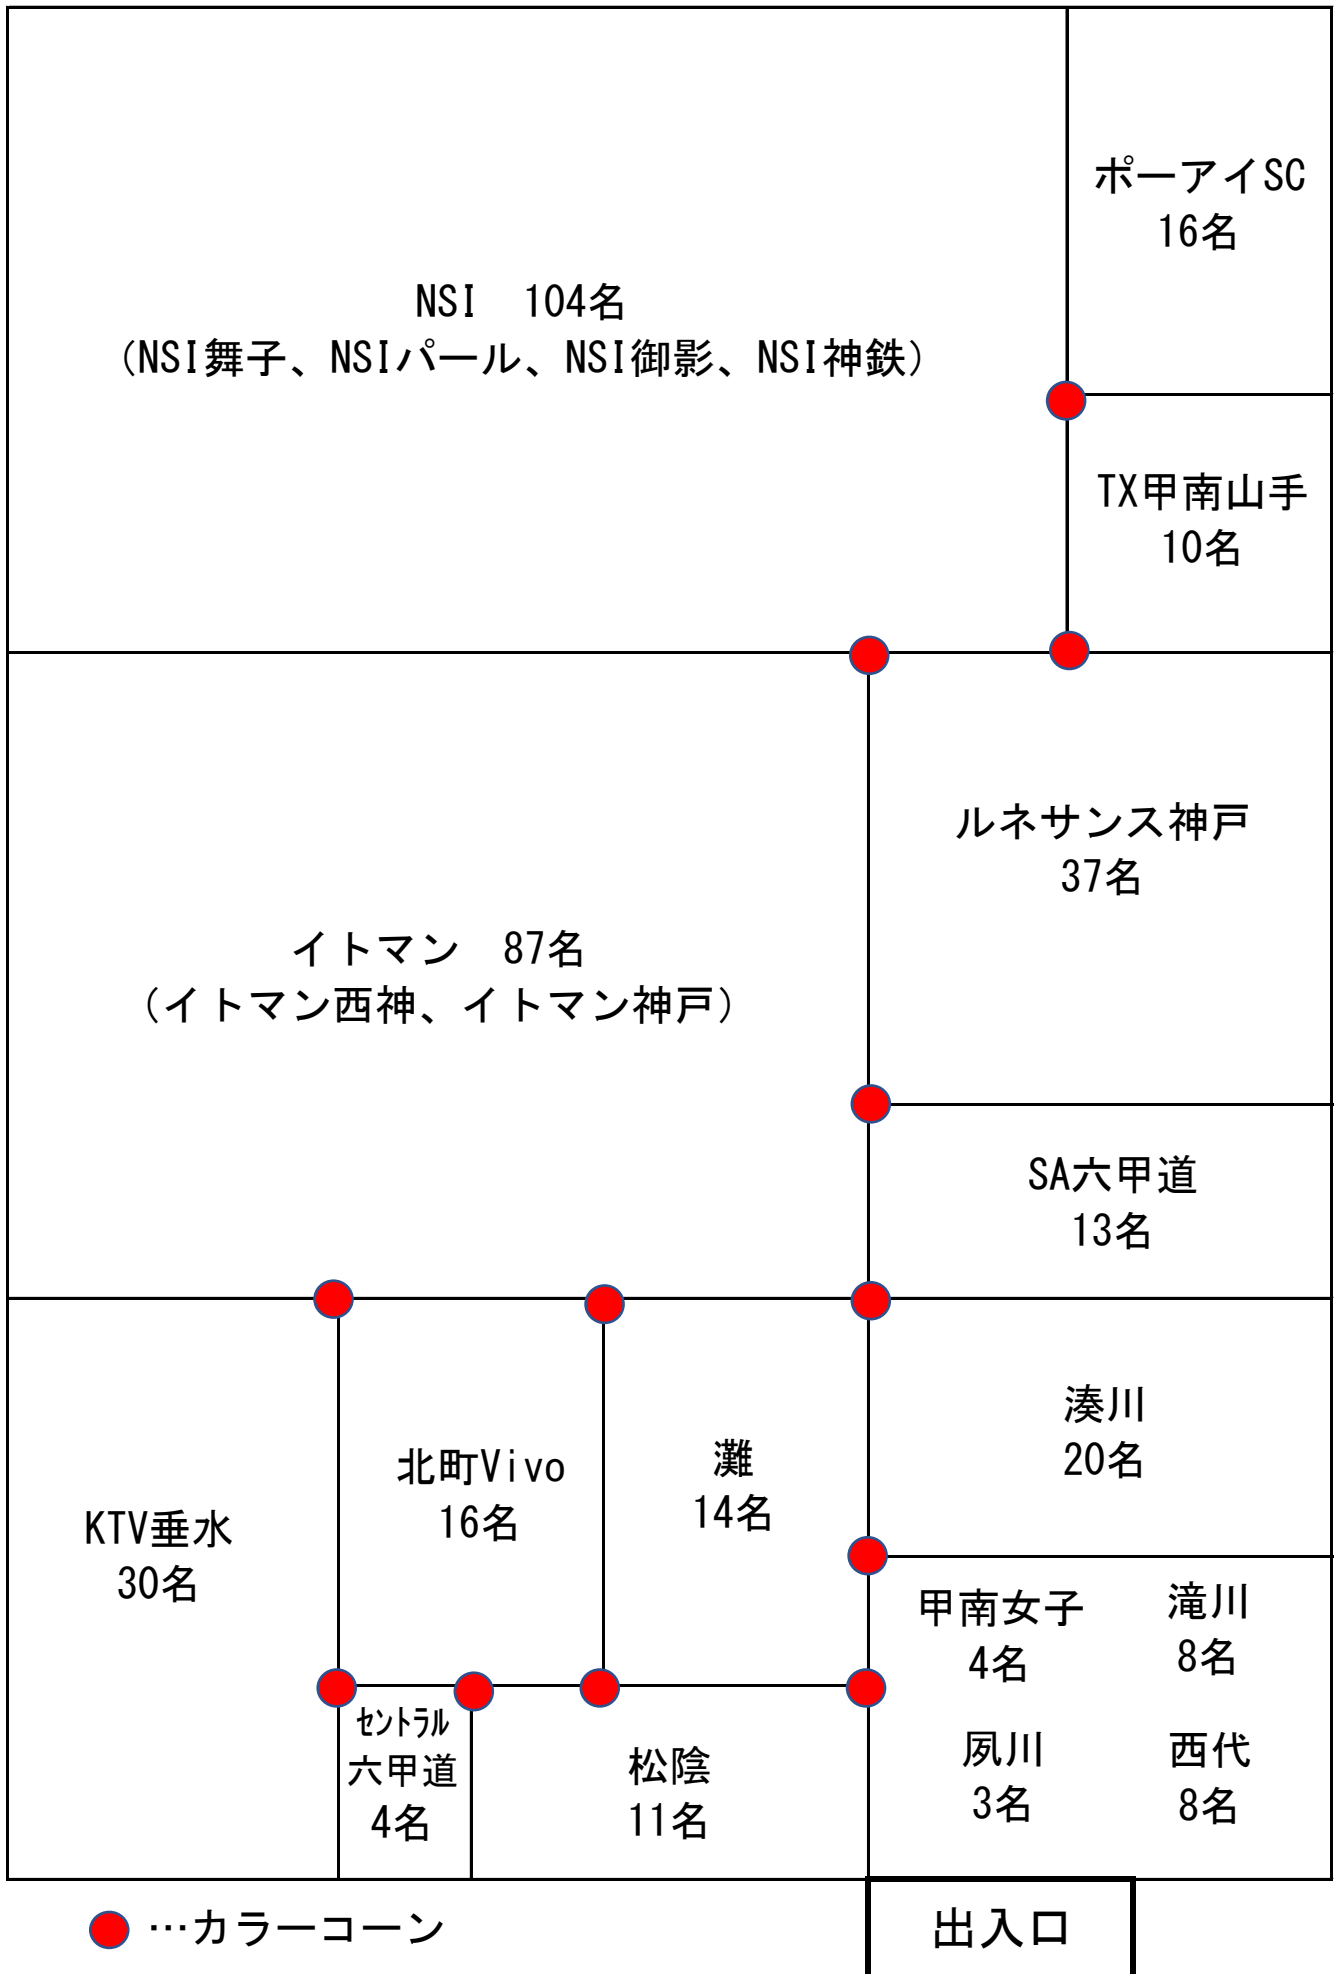 ポーアイSC
16名
NSI　104名
（NSI舞子、NSIパール、NSI御影、NSI神鉄）
TX甲南山手
10名
ルネサンス神戸
37名
イトマン　87名
（イトマン西神、イトマン神戸）
SA六甲道
13名
湊川
20名
灘
14名
北町Vivo
16名
KTV垂水
30名
甲南女子
4名
滝川
8名
夙川
3名
西代
8名
ｾﾝﾄﾗﾙ
六甲道
4名
松陰
11名
…カラーコーン
出入口